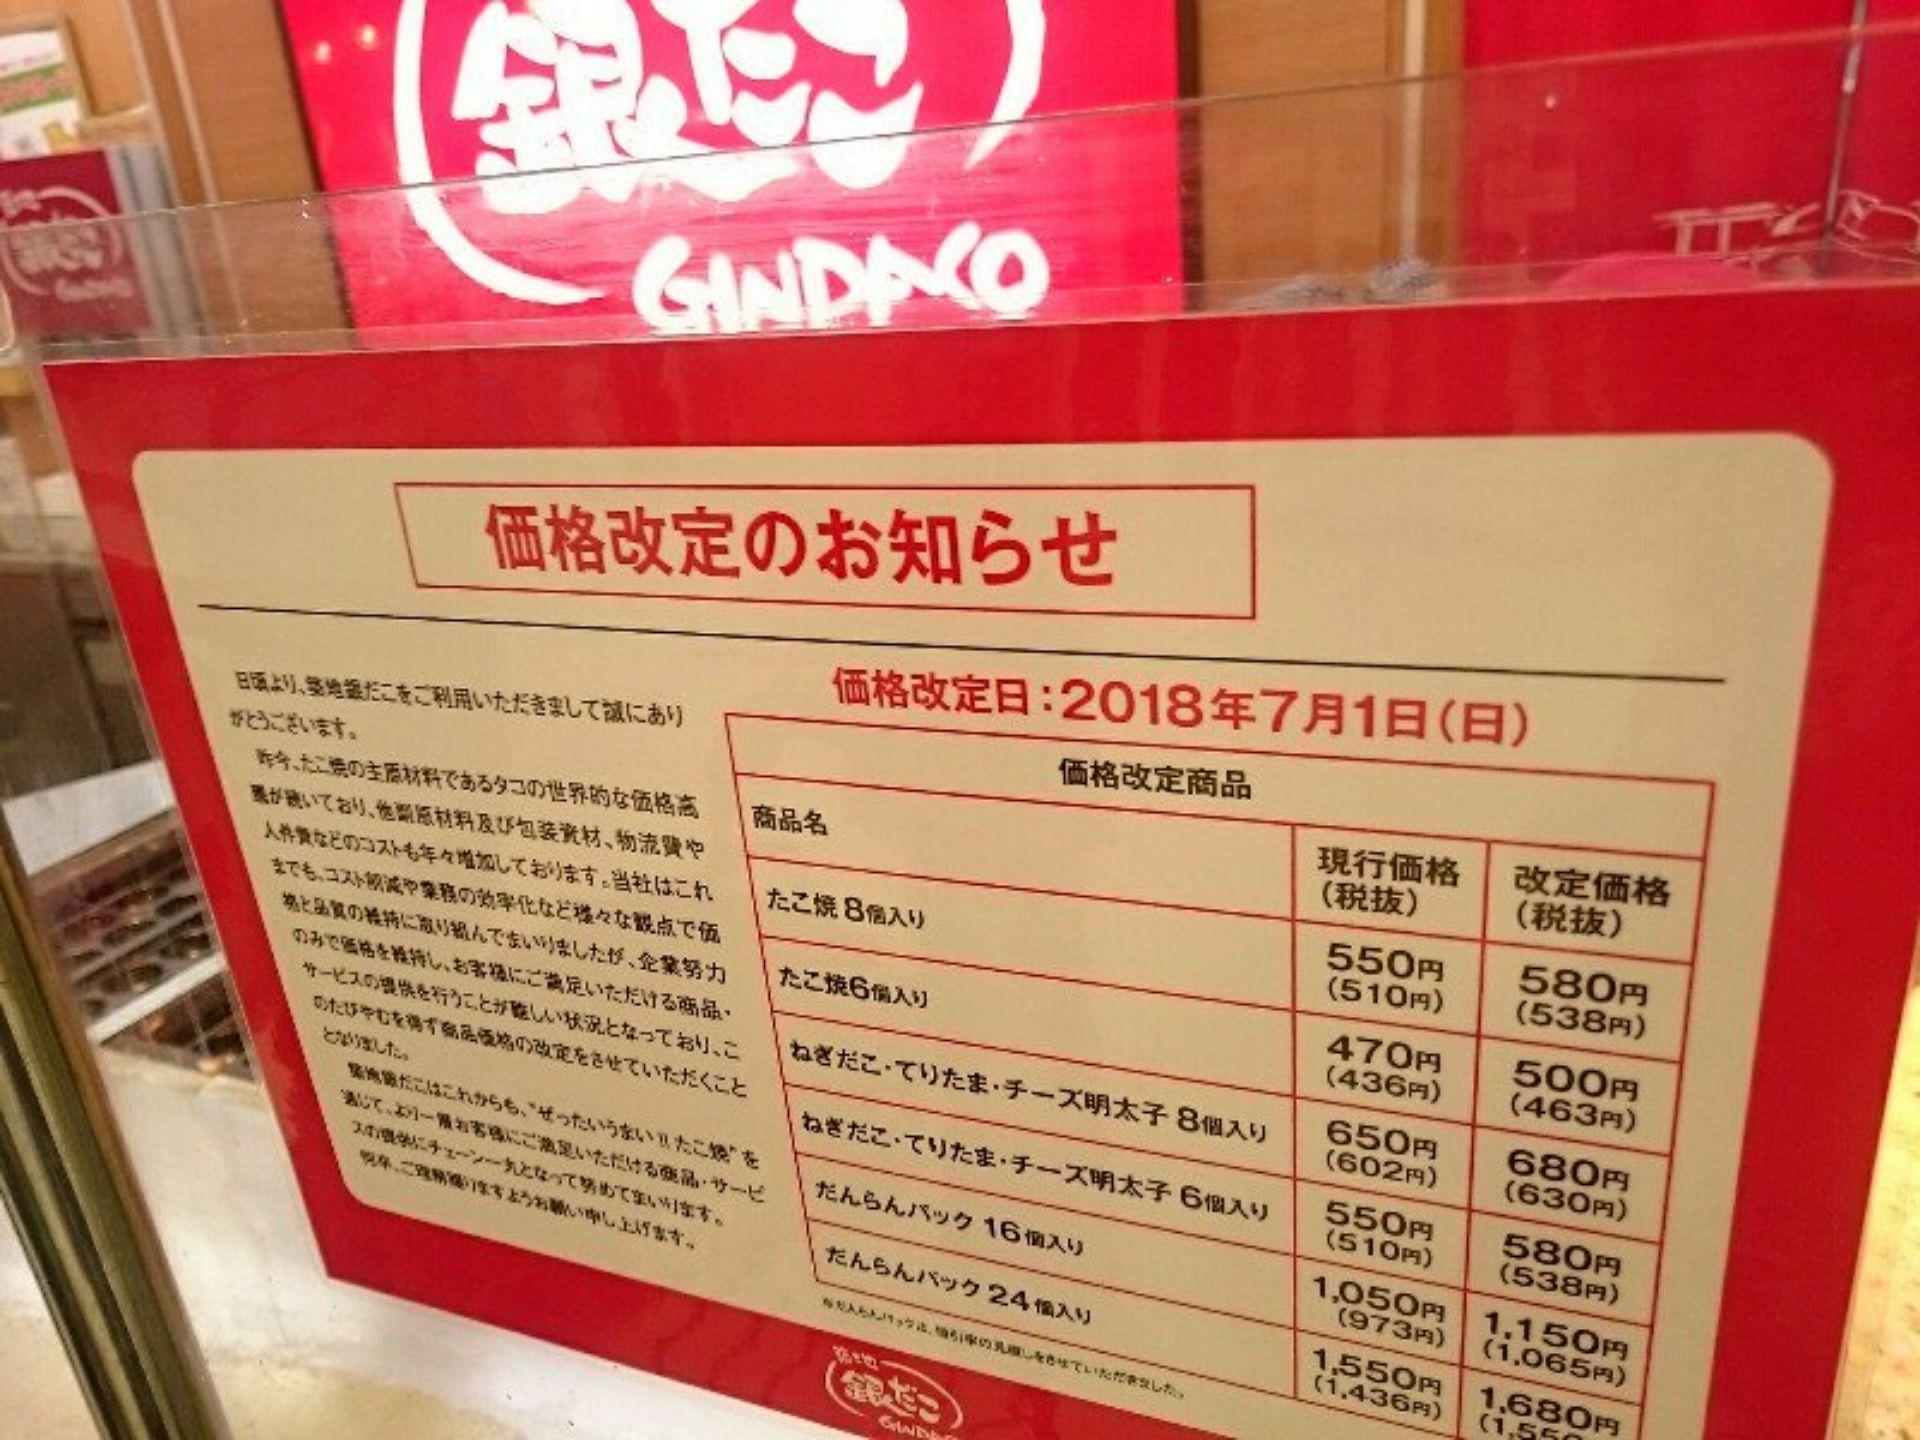 銀だこ
GINDACO
価格改定のお知らせ
日頃より、築地銀だこをご利用いただきまして誠にあり
がとうございます。
昨今、たこ焼の主原材料であるタコの世界的な価格高
騰が続いており、他副原材料及び包装資材、物流費や
人件費などのコストも年々増加しております。当社はこれ
までも、コスト削減や業務の効率化など様々な観点で価
格と品質の維持に取り組んでまいりましたが、企業努力
のみで価格を維持し、お客様にご満足いただける商品・
サービスの提供を行うことが難しい状況となっており、こ
のたびやむを得ず商品価格の改定をさせていただくこと
となりました。
築地銀だこはこれからも、“ぜったいうまい!!たこ焼”を
通じて、より一層お客様にご満足いただける商品・サービ
スの提供にチェーン一丸となって努めてまいります。
何卒、ご理解賜りますようお願い申し上げます。
価格改定日：2018年7月1日（日）
価格改定商品
商品名 現行価格（税抜） 改定価格（税抜）
たこ焼 8個入り 550円（510円） 580円（538円）
たこ焼6個入り 470円（436円） 500円（463円）
ねぎだこ・てりたま・チーズ明太子 8個入り 650円（602円） 680円（630円）
ねぎだこ・てりたま・チーズ明太子 6個入り 550円（510円） 580円（538円）
だんらんパック 16個入り 1,050円（973円） 1,150円（1,065円）
だんらんパック 24個入り 1,550円（1,436円） 1,680円
※だんらんパックは、割引率の見直しをさせていただきました。
築地
銀だこ
GINDACO